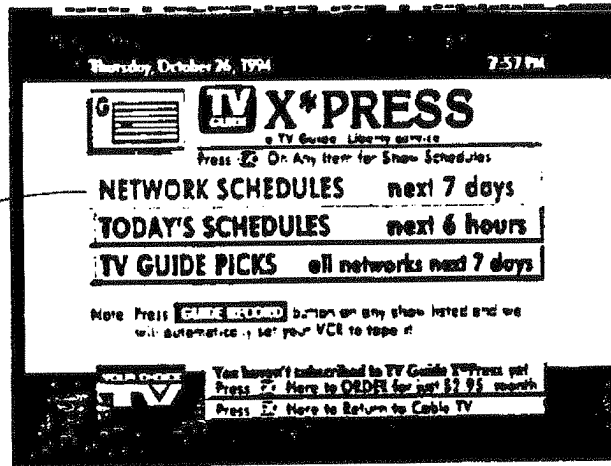 Thursday, October 26, 1994 7:57 PM
G
TV GUIDE X*PRESS
a TV Guide Liberty service
Press On Any Item for Show Schedules
NETWORK SCHEDULES next 7 days
TODAY'S SCHEDULES next 6 hours
TV GUIDE PICKS all networks next 7 days
Note Press GUIDE RECORD button on any show listed and we
will automatically set your VCR to tape it
YOUR CHOICE
TV
You haven't subscribed to TV Guide X*Press yet
Press Here to ORDER for just $2.95 month
Press Here to Return to Cable TV